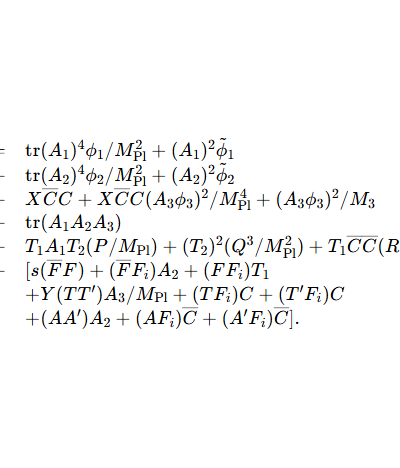 = tr(A₁)⁴ϕ₁/M²_Pl + (A₁)²ϕ̃₁
tr(A₂)⁴ϕ₂/M²_Pl + (A₂)²ϕ̃₂
XC̅C + XC̅C(A₃ϕ₃)²/M⁴_Pl + (A₃ϕ₃)²/M₃
tr(A₁A₂A₃)
T₁A₁T₂(P/M_Pl) + (T₂)²(Q³/M²_Pl) + T₁C̅C̅(R
[s(F̅F) + (F̅F_i)A₂ + (FF_i)T₁
+Y(TT′)A₃/M_Pl + (TF_i)C + (T′F_i)C
+(AA′)A₂ + (AF_i)C̅ + (A′F_i)C̅].